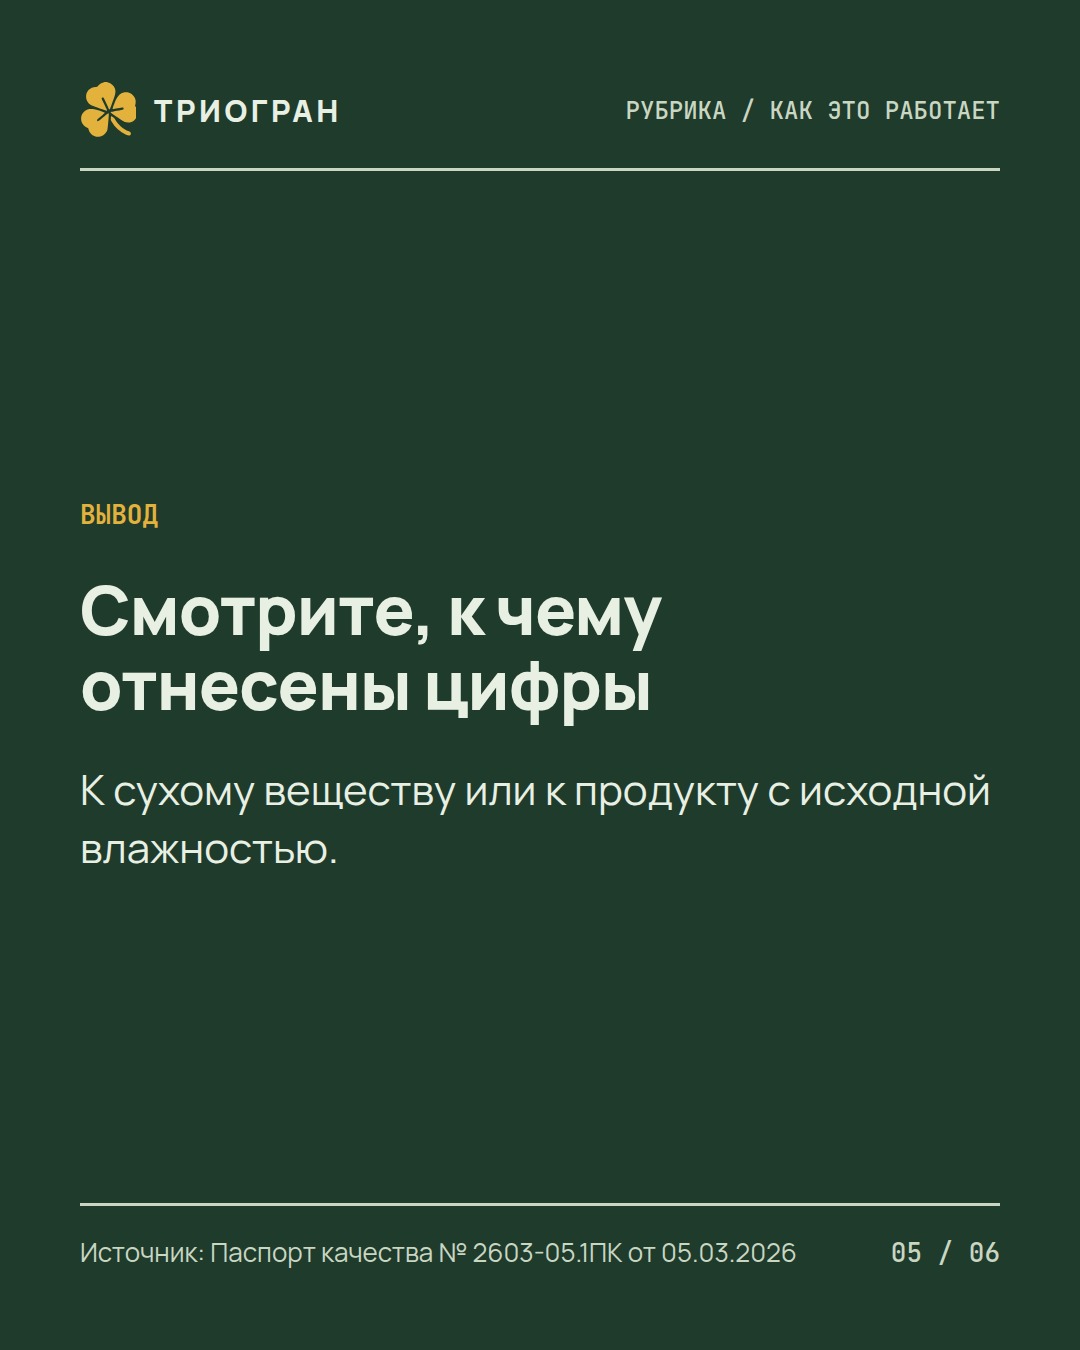 ТРИОГРАН
РУБРИКА / КАК ЭТО РАБОТАЕТ
ВЫВОД
Смотрите, к чему
отнесены цифры
К сухому веществу или к продукту с исходной
влажностью.
Источник: Паспорт качества № 2603-05.1ПК от 05.03.2026
05 / 06